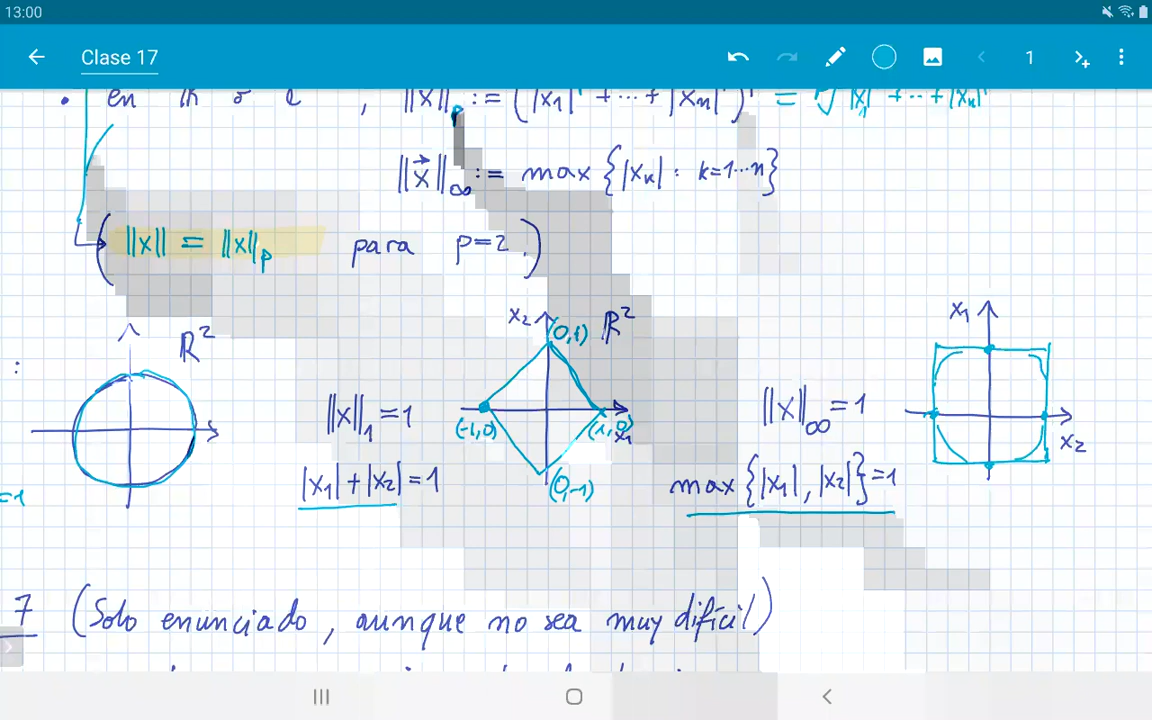 13:00
Clase 17
1
• en , ||x||p := (|x1| + ... + |xn| ) = |x1| + ... + |xn|
||x⃗||∞ := max {|xk| : k=1...n}
(||x|| = ||x||p para p=2.)
:
R²
||x||1 = 1
|x1| + |x2| = 1
x2
R²
(0,1)
(-1,0)
(1,0)
x1
(0,-1)
||x||∞ = 1
max {|x1|, |x2|} = 1
x1
x2
=1
7 (Solo enunciado, aunque no sea muy difícil)